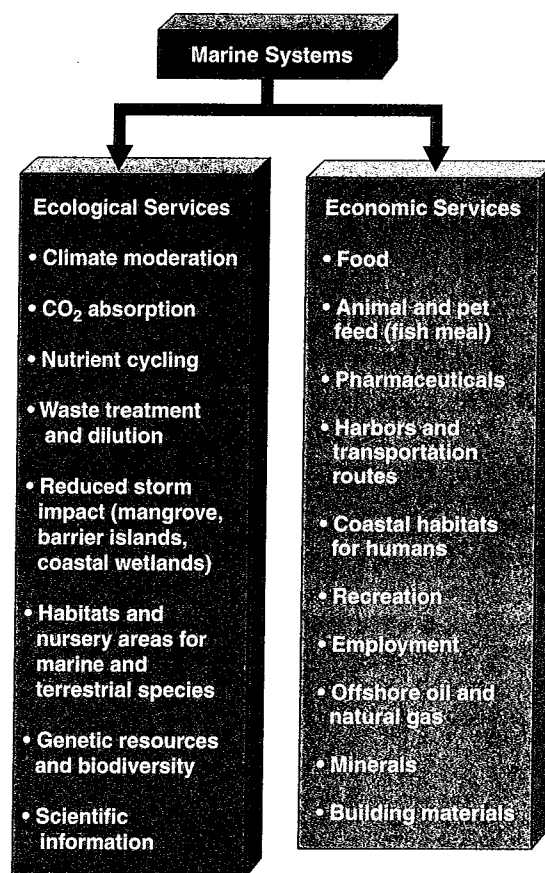 Marine Systems
Ecological Services
• Climate moderation
• CO₂ absorption
• Nutrient cycling
• Waste treatment
and dilution
• Reduced storm
impact (mangrove,
barrier islands,
coastal wetlands)
• Habitats and
nursery areas for
marine and
terrestrial species
• Genetic resources
and biodiversity
• Scientific
information
Economic Services
• Food
• Animal and pet
feed (fish meal)
• Pharmaceuticals
• Harbors and
transportation
routes
• Coastal habitats
for humans
• Recreation
• Employment
• Offshore oil and
natural gas
• Minerals
• Building materials